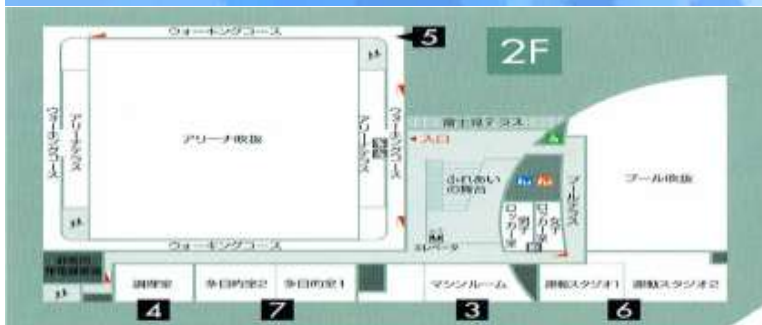 ウォーキングコース
5
2F
ウォーキングコース
アリーナテラス
アリーナ吹抜
アリーナテラス
ウォーキングコース
富士見テラス
入口
ふれあい
の舞台
プールテラス
プール吹抜
男子
ロッカー室
女子
ロッカー室
エレベータ
ウォーキングコース
調理室
多目的室2
多目的室1
マシンルーム
運動スタジオ1
運動スタジオ2
4
7
3
6